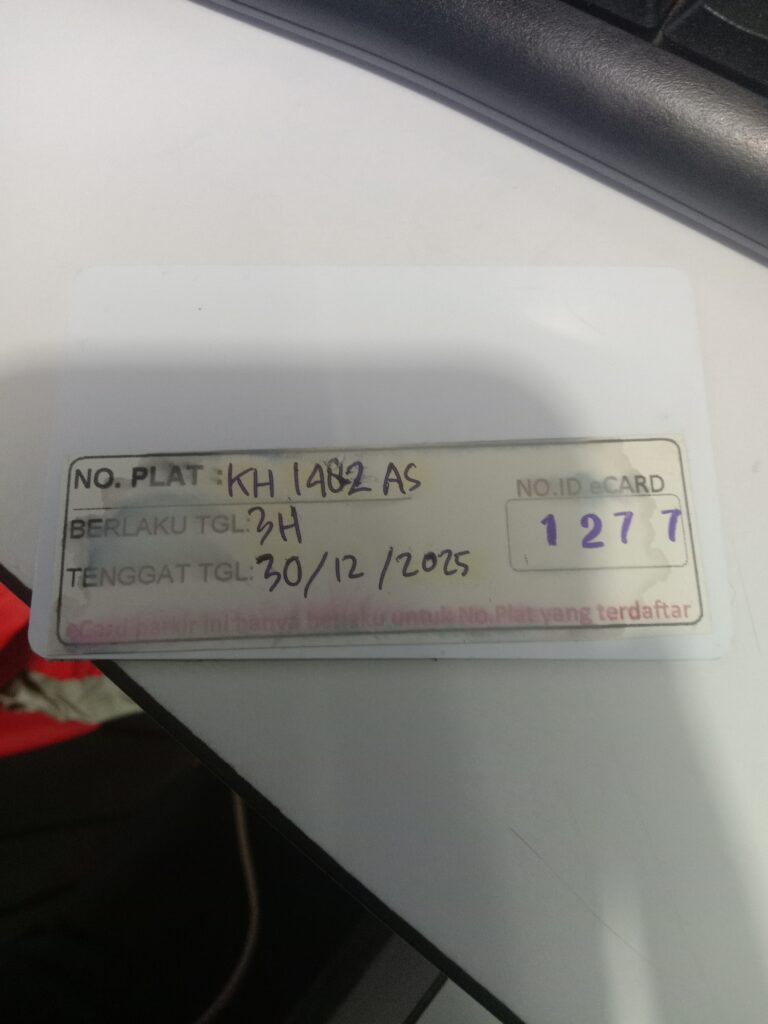 NO. PLAT : KH 1482 AS
NO.ID eCARD
BERLAKU TGL: 3H
1277
TENGGAT TGL: 30/12/2025
eCard parkir ini hanya berlaku untuk No.Plat yang terdaftar